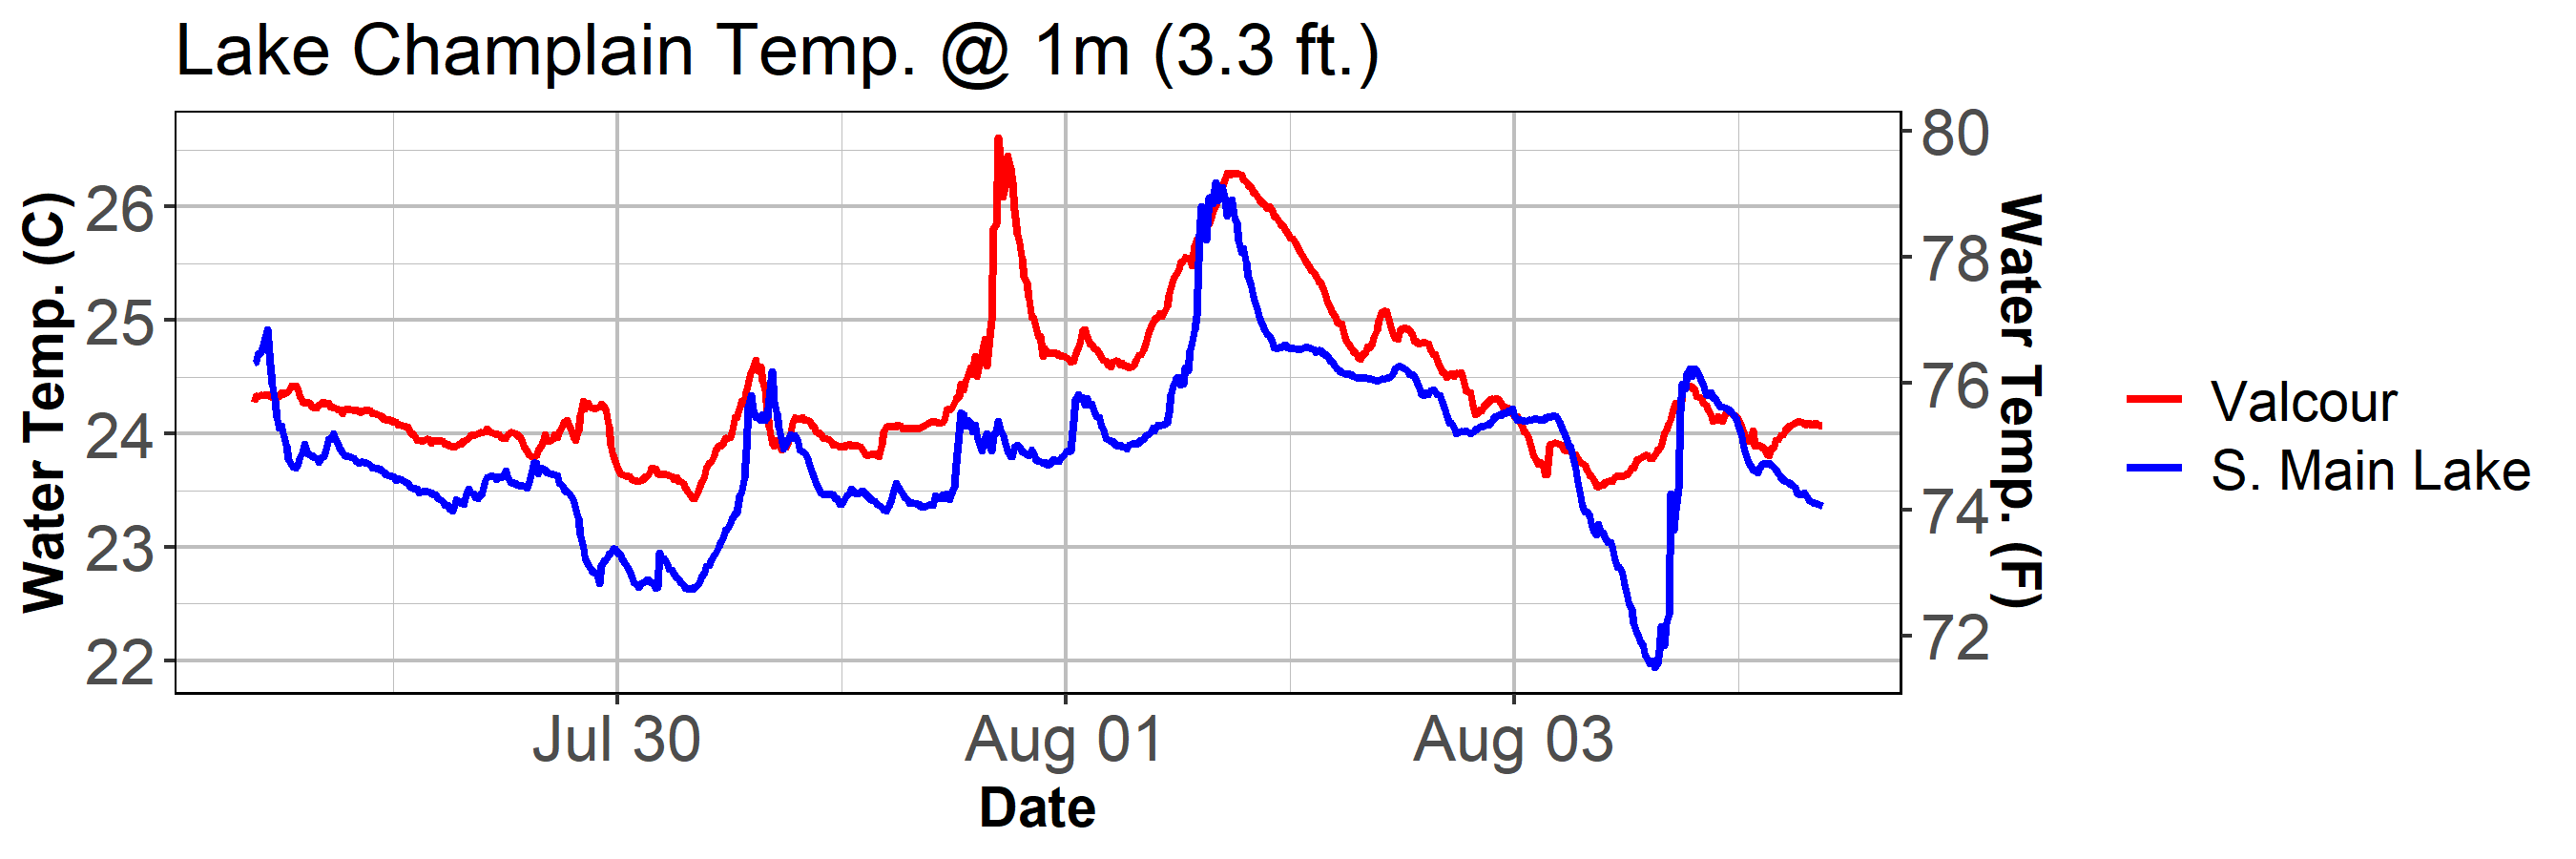 Lake Champlain Temp. @ 1m (3.3 ft.)
Water Temp. (C)
26
25
24
23
22
80
78
76
74
72
Water Temp. (F)
Jul 30
Aug 01
Aug 03
Date
Valcour
S. Main Lake